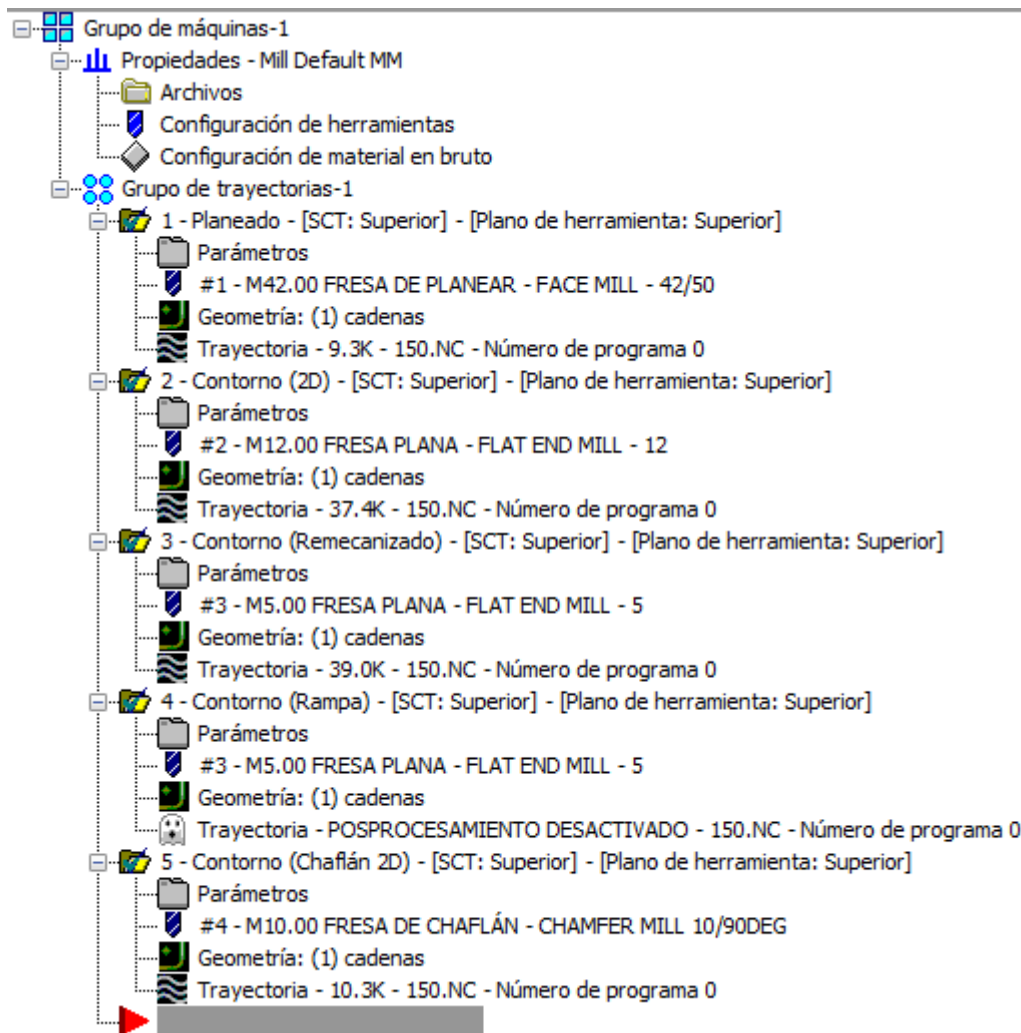 Grupo de máquinas-1
Propiedades - Mill Default MM
Archivos
Configuración de herramientas
Configuración de material en bruto
Grupo de trayectorias-1
1 - Planeado - [SCT: Superior] - [Plano de herramienta: Superior]
Parámetros
#1 - M42.00 FRESA DE PLANEAR - FACE MILL - 42/50
Geometría: (1) cadenas
Trayectoria - 9.3K - 150.NC - Número de programa 0
2 - Contorno (2D) - [SCT: Superior] - [Plano de herramienta: Superior]
Parámetros
#2 - M12.00 FRESA PLANA - FLAT END MILL - 12
Geometría: (1) cadenas
Trayectoria - 37.4K - 150.NC - Número de programa 0
3 - Contorno (Remecanizado) - [SCT: Superior] - [Plano de herramienta: Superior]
Parámetros
#3 - M5.00 FRESA PLANA - FLAT END MILL - 5
Geometría: (1) cadenas
Trayectoria - 39.0K - 150.NC - Número de programa 0
4 - Contorno (Rampa) - [SCT: Superior] - [Plano de herramienta: Superior]
Parámetros
#3 - M5.00 FRESA PLANA - FLAT END MILL - 5
Geometría: (1) cadenas
Trayectoria - POSPROCESAMIENTO DESACTIVADO - 150.NC - Número de programa 0
5 - Contorno (Chaflán 2D) - [SCT: Superior] - [Plano de herramienta: Superior]
Parámetros
#4 - M10.00 FRESA DE CHAFLÁN - CHAMFER MILL 10/90DEG
Geometría: (1) cadenas
Trayectoria - 10.3K - 150.NC - Número de programa 0